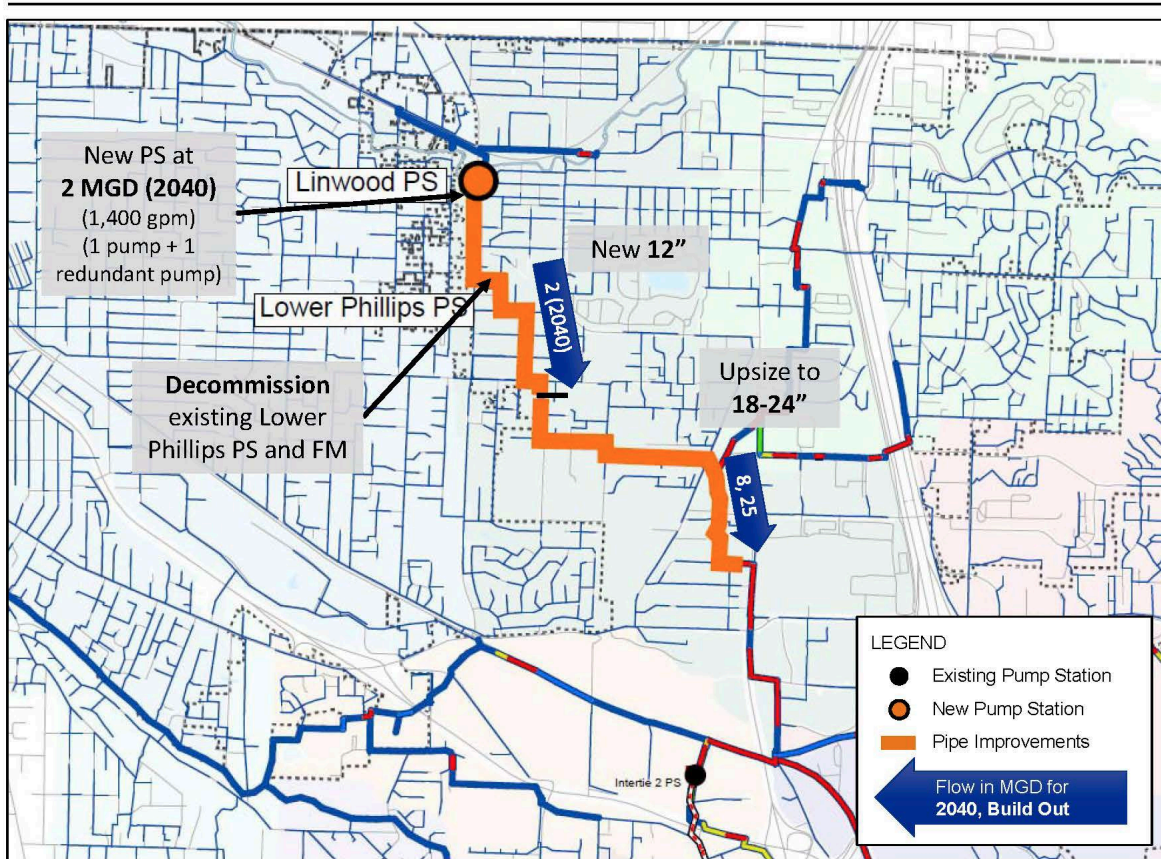 New PS at
2 MGD (2040)
(1,400 gpm)
(1 pump + 1
redundant pump)
Linwood PS
New 12”
2 (2040)
Lower Phillips PS
Decommission
existing Lower
Phillips PS and FM
Upsize to
18-24”
8, 25
Intertie 2 PS
LEGEND
Existing Pump Station
New Pump Station
Pipe Improvements
Flow in MGD for
2040, Build Out